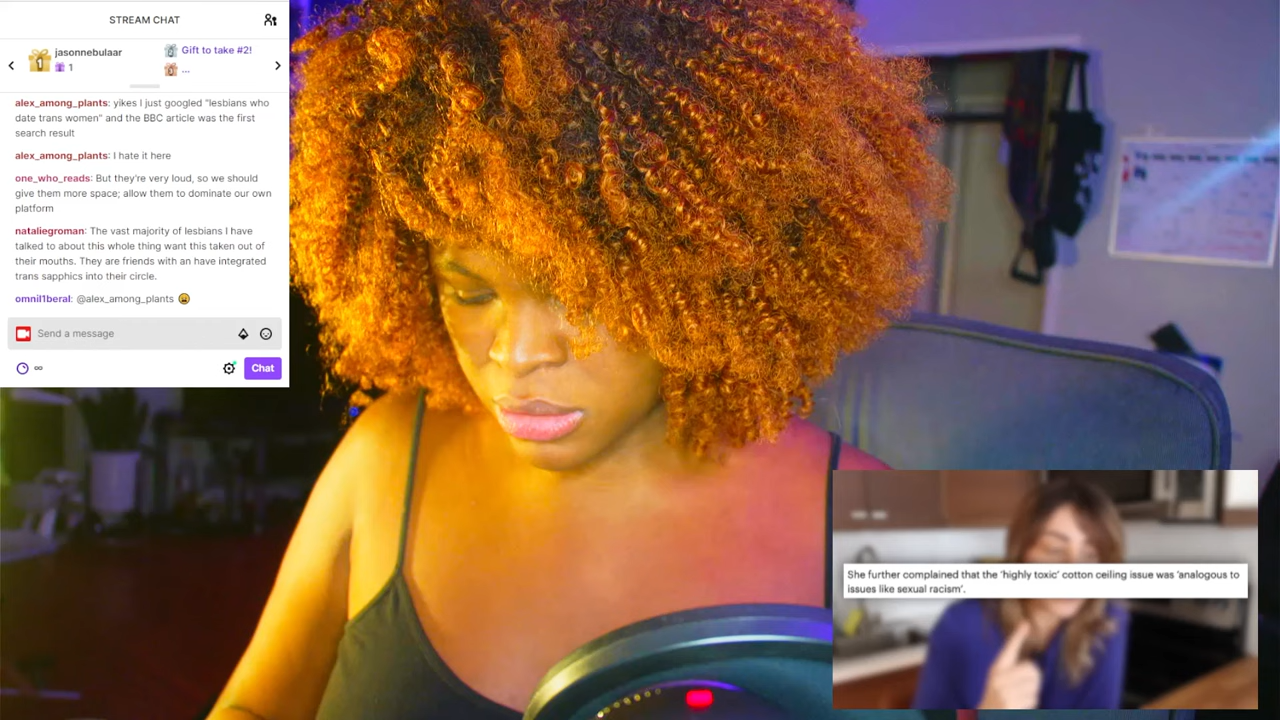 STREAM CHAT
jasonnebulaar
1
Gift to take #2!
...
alex_among_plants: yikes I just googled "lesbians who
date trans women" and the BBC article was the first
search result
alex_among_plants: I hate it here
one_who_reads: But they're very loud, so we should
give them more space; allow them to dominate our own
platform
nataliegroman: The vast majority of lesbians I have
talked to about this whole thing want this taken out of
their mouths. They are friends with an have integrated
trans sapphics into their circle.
omnil1beral: @alex_among_plants 😩
Send a message
∞
Chat
She further complained that the 'highly toxic' cotton ceiling issue was 'analogous to
issues like sexual racism'.